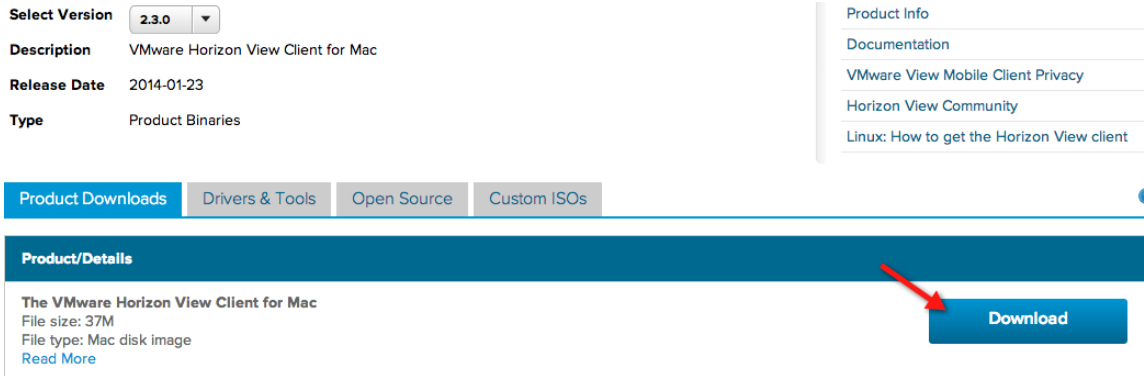 Select Version 2.3.0
Description VMware Horizon View Client for Mac
Release Date 2014-01-23
Type Product Binaries
Product Info
Documentation
VMware View Mobile Client Privacy
Horizon View Community
Linux: How to get the Horizon View client
Product Downloads Drivers & Tools Open Source Custom ISOs
Product/Details
The VMware Horizon View Client for Mac
File size: 37M
File type: Mac disk image
Read More
Download